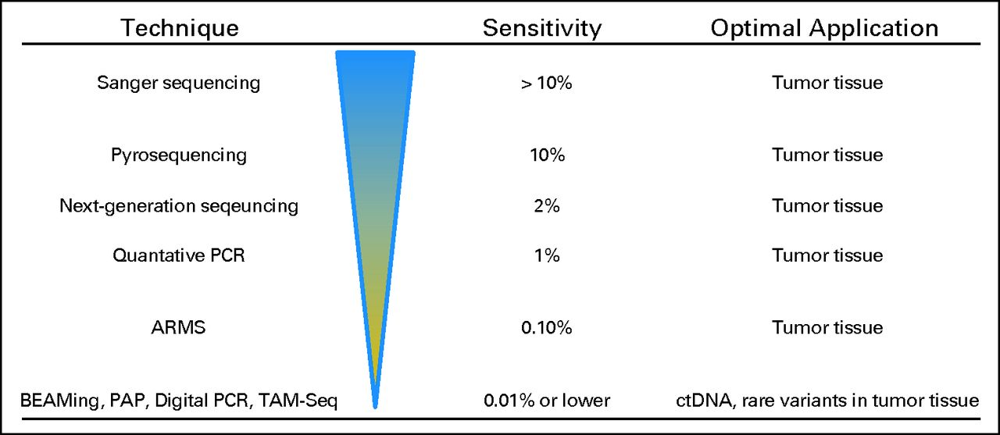 Technique Sensitivity Optimal Application
Sanger sequencing > 10% Tumor tissue
Pyrosequencing 10% Tumor tissue
Next-generation seqeuncing 2% Tumor tissue
Quantative PCR 1% Tumor tissue
ARMS 0.10% Tumor tissue
BEAMing, PAP, Digital PCR, TAM-Seq 0.01% or lower ctDNA, rare variants in tumor tissue